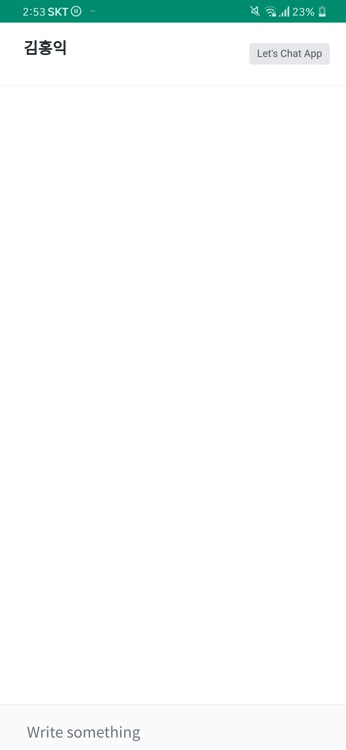 2:53 SKT 23%
김홍익
Let's Chat App
Write something